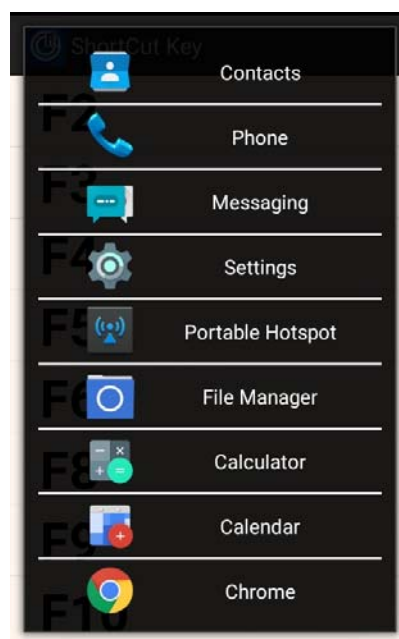 ShortCut Key
Contacts
F2
Phone
F3
Messaging
F4
Settings
F5
Portable Hotspot
F6
File Manager
F8
Calculator
F9
Calendar
F10
Chrome